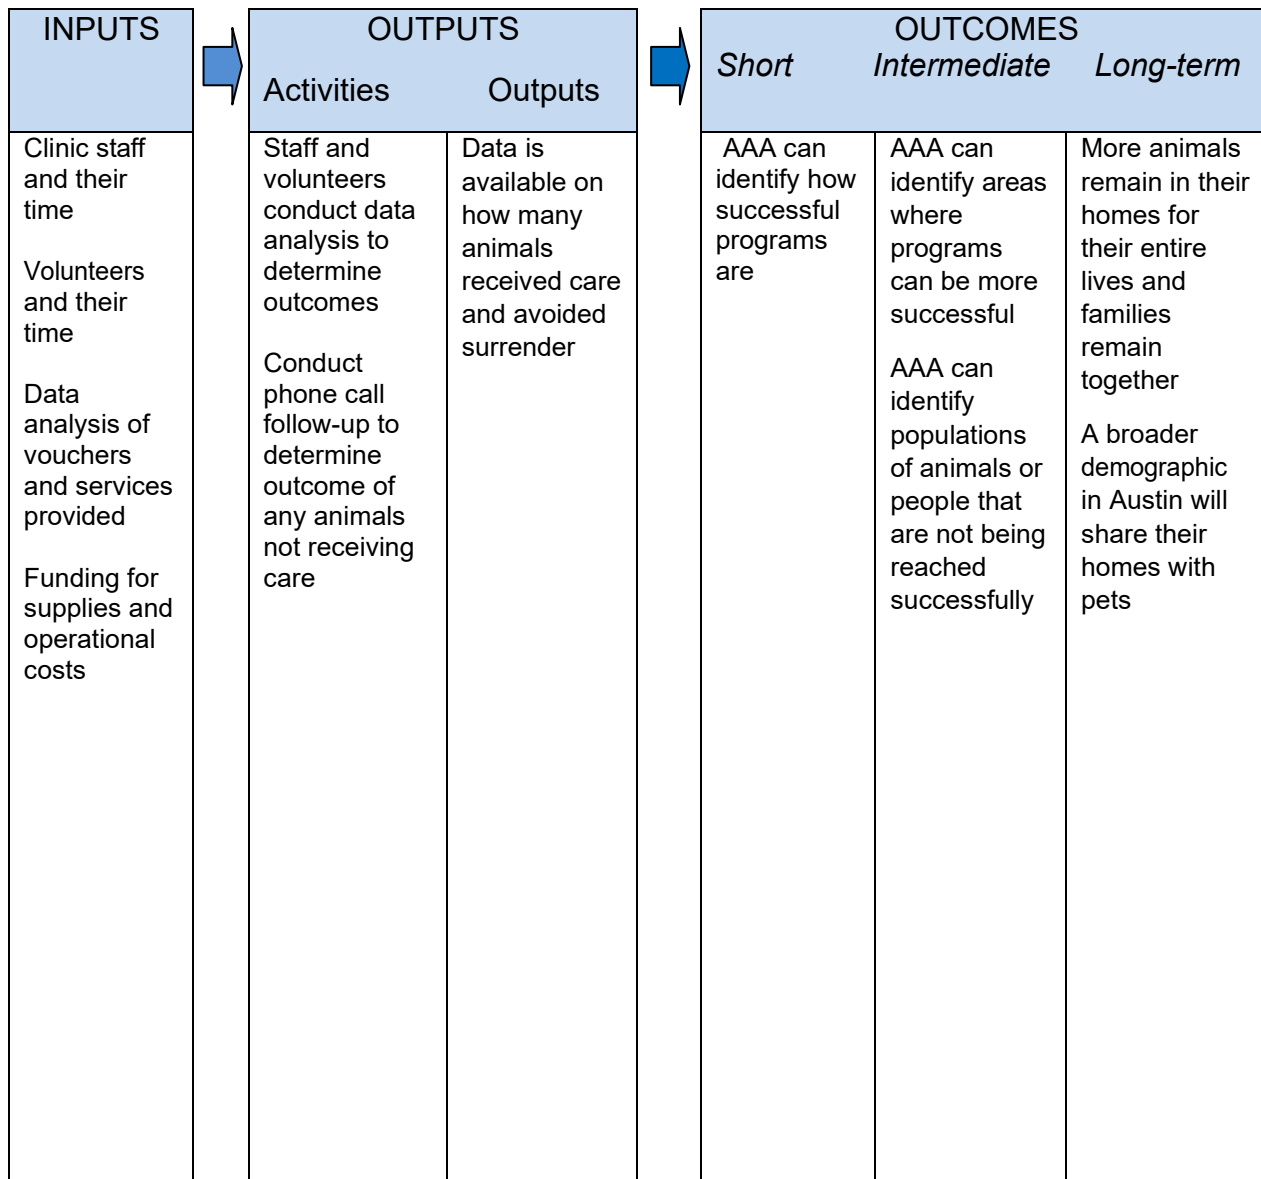 INPUTS
Clinic staff
and their
time
Volunteers
and their
time
Data
analysis of
vouchers
and services
provided
Funding for
supplies and
operational
costs
OUTPUTS
Activities
Outputs
Staff and
volunteers
conduct data
analysis to
determine
outcomes
Conduct
phone call
follow-up to
determine
outcome of
any animals
not receiving
care
Data is
available on
how many
animals
received care
and avoided
surrender
OUTCOMES
Short
Intermediate
Long-term
AAA can
identify how
successful
programs
are
AAA can
identify areas
where
programs
can be more
successful
AAA can
identify
populations
of animals or
people that
are not being
reached
successfully
More animals
remain in their
homes for
their entire
lives and
families
remain
together
A broader
demographic
in Austin will
share their
homes with
pets